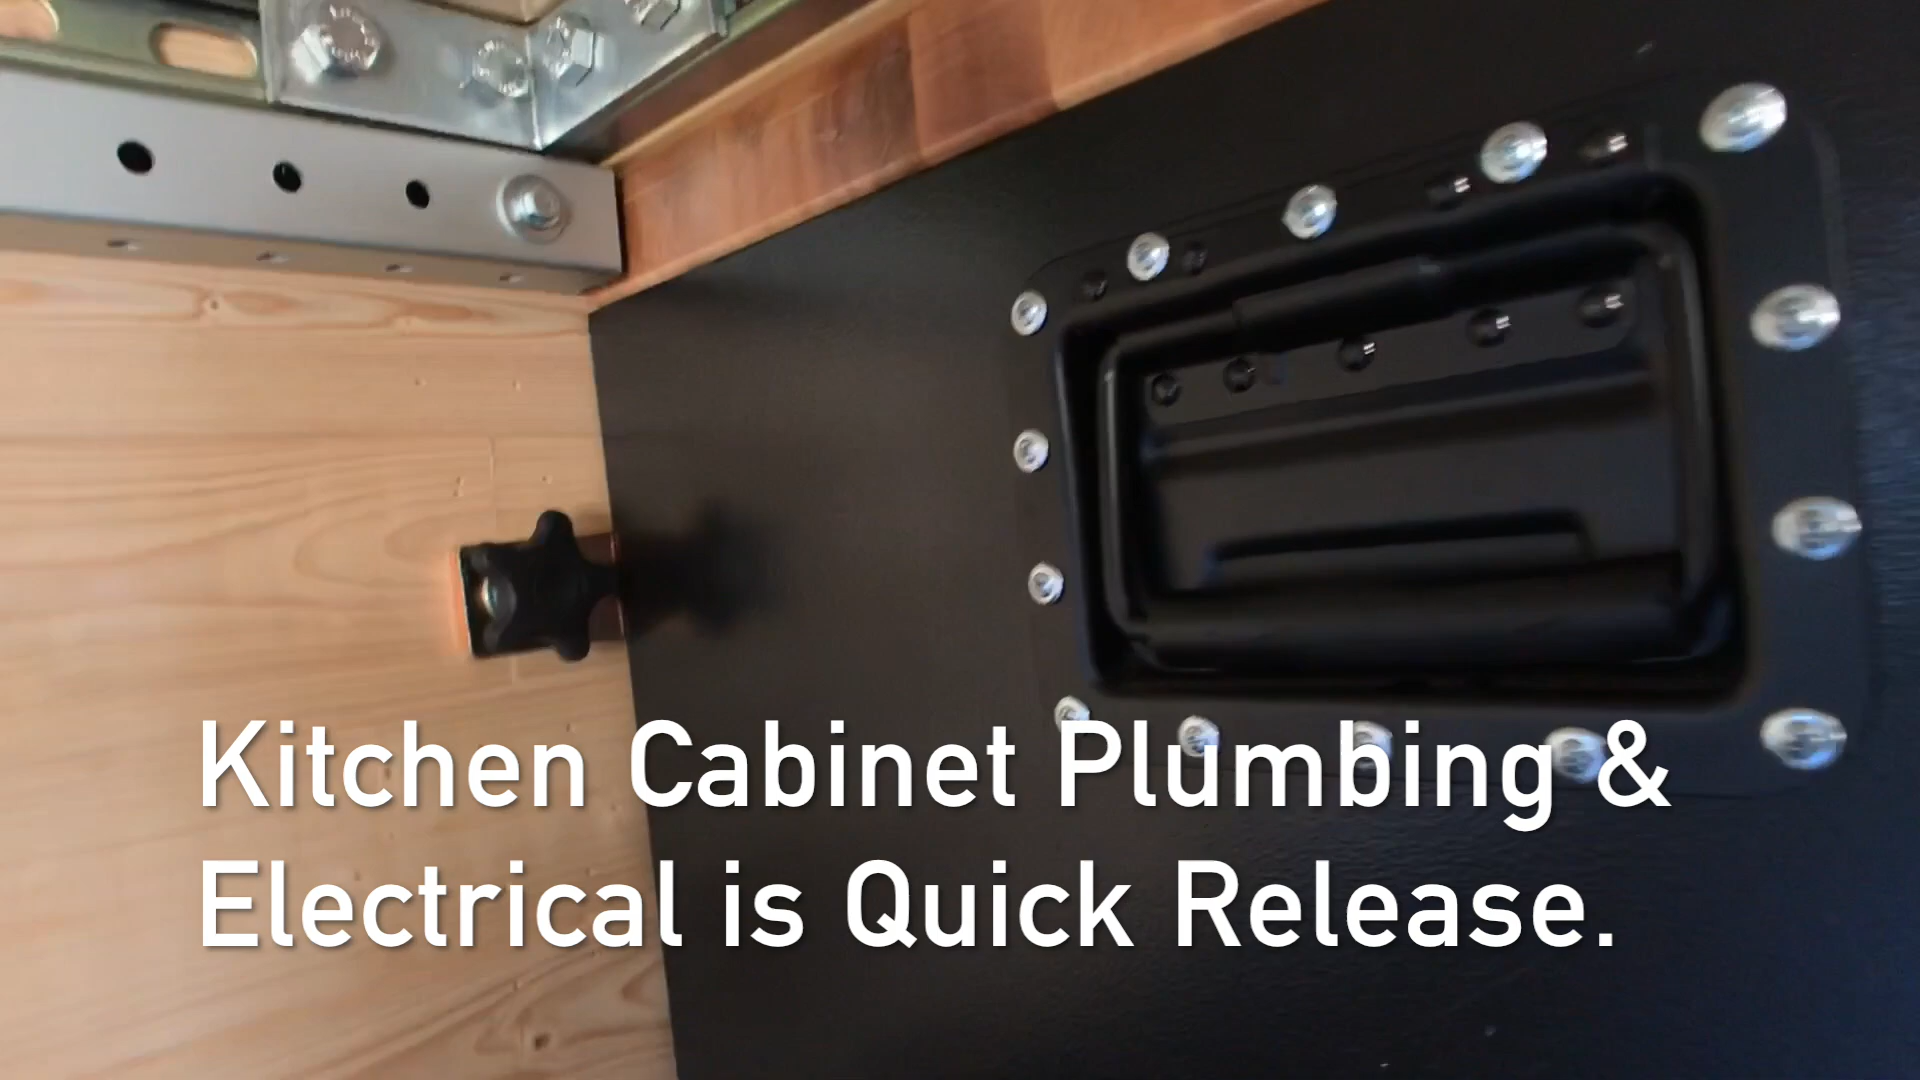 Kitchen Cabinet Plumbing &
Electrical is Quick Release.